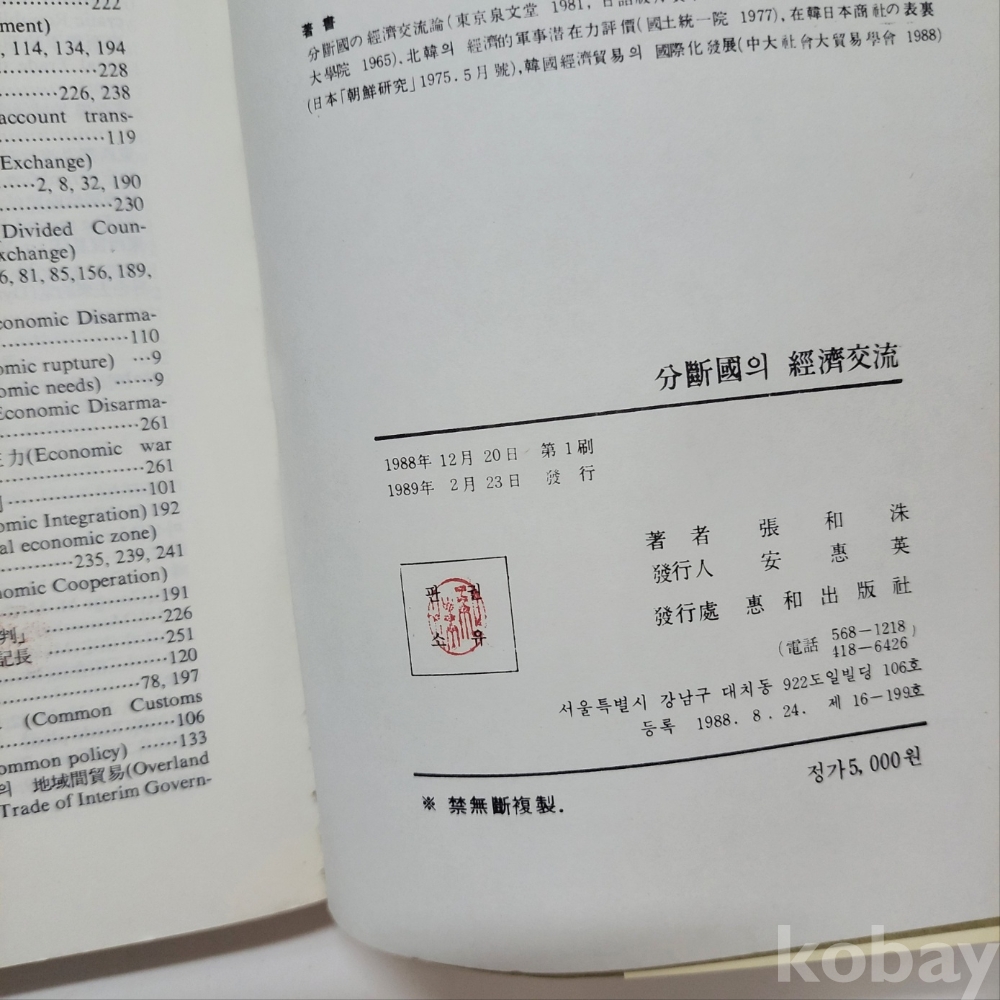 222
ment)
, 114, 134, 194
228
226, 238
account trans-
119
Exchange)
2, 8, 32, 190
230
(Divided Coun-
xchange)
6, 81, 85, 156, 189,
conomic Disarma-
110
omic rupture) …9
omic needs) ……9
Economic Disarma-
261
力(Economic war
261
101
omic Integration) 192
al economic zone)
235, 239, 241
nomic Cooperation)
191
判」 226
記長 251
120
78, 197
(Common Customs
106
ommon policy) ……133
의 地域間貿易(Overland
Trade of Interim Govern-
著書
分斷國の經濟交流論(東京泉文堂 1981,
大學院 1965), 北韓의 經濟的軍事潜在力評價(國土統一院 1977), 在韓日本商社の表裏
(日本「朝鮮研究」1975. 5月號), 韓國經濟貿易의 國際化發展(中大社會大貿易學會 1988)
分斷國의 經濟交流
1988年 12月 20日 第1刷
1989年 2月 23日 發行
著者 張和洙
發行人 安惠英
發行處 惠和出版社
(電話 568-1218
418-6426)
서울특별시 강남구 대치동 922도일빌딩 106호
등록 1988. 8. 24. 제 16-199호
판권
소유
정가5,000원
※ 禁無斷複製.
kobay